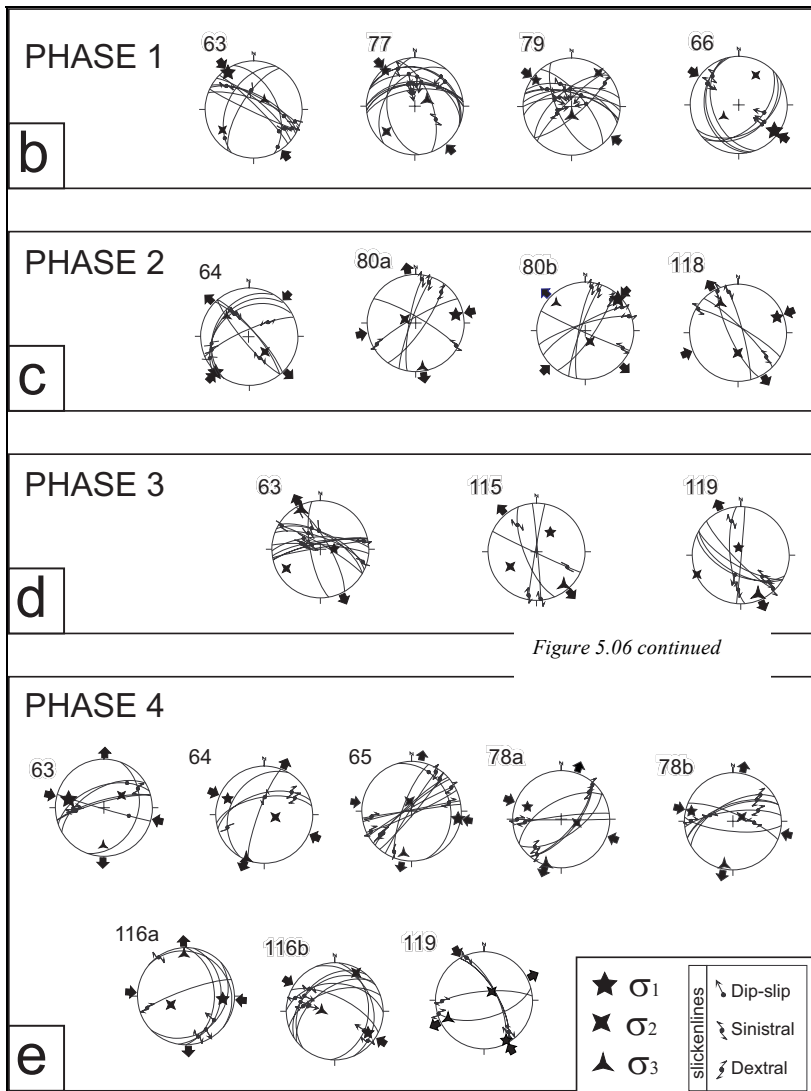 PHASE 1
63 77 79 66
b
PHASE 2
64 80a 80b 118
c
PHASE 3
63 115 119
d
Figure 5.06 continued
PHASE 4
63 64 65 78a 78b
116a 116b 119
e
σ1
σ2
σ3
slickenlines
Dip-slip
Sinistral
Dextral